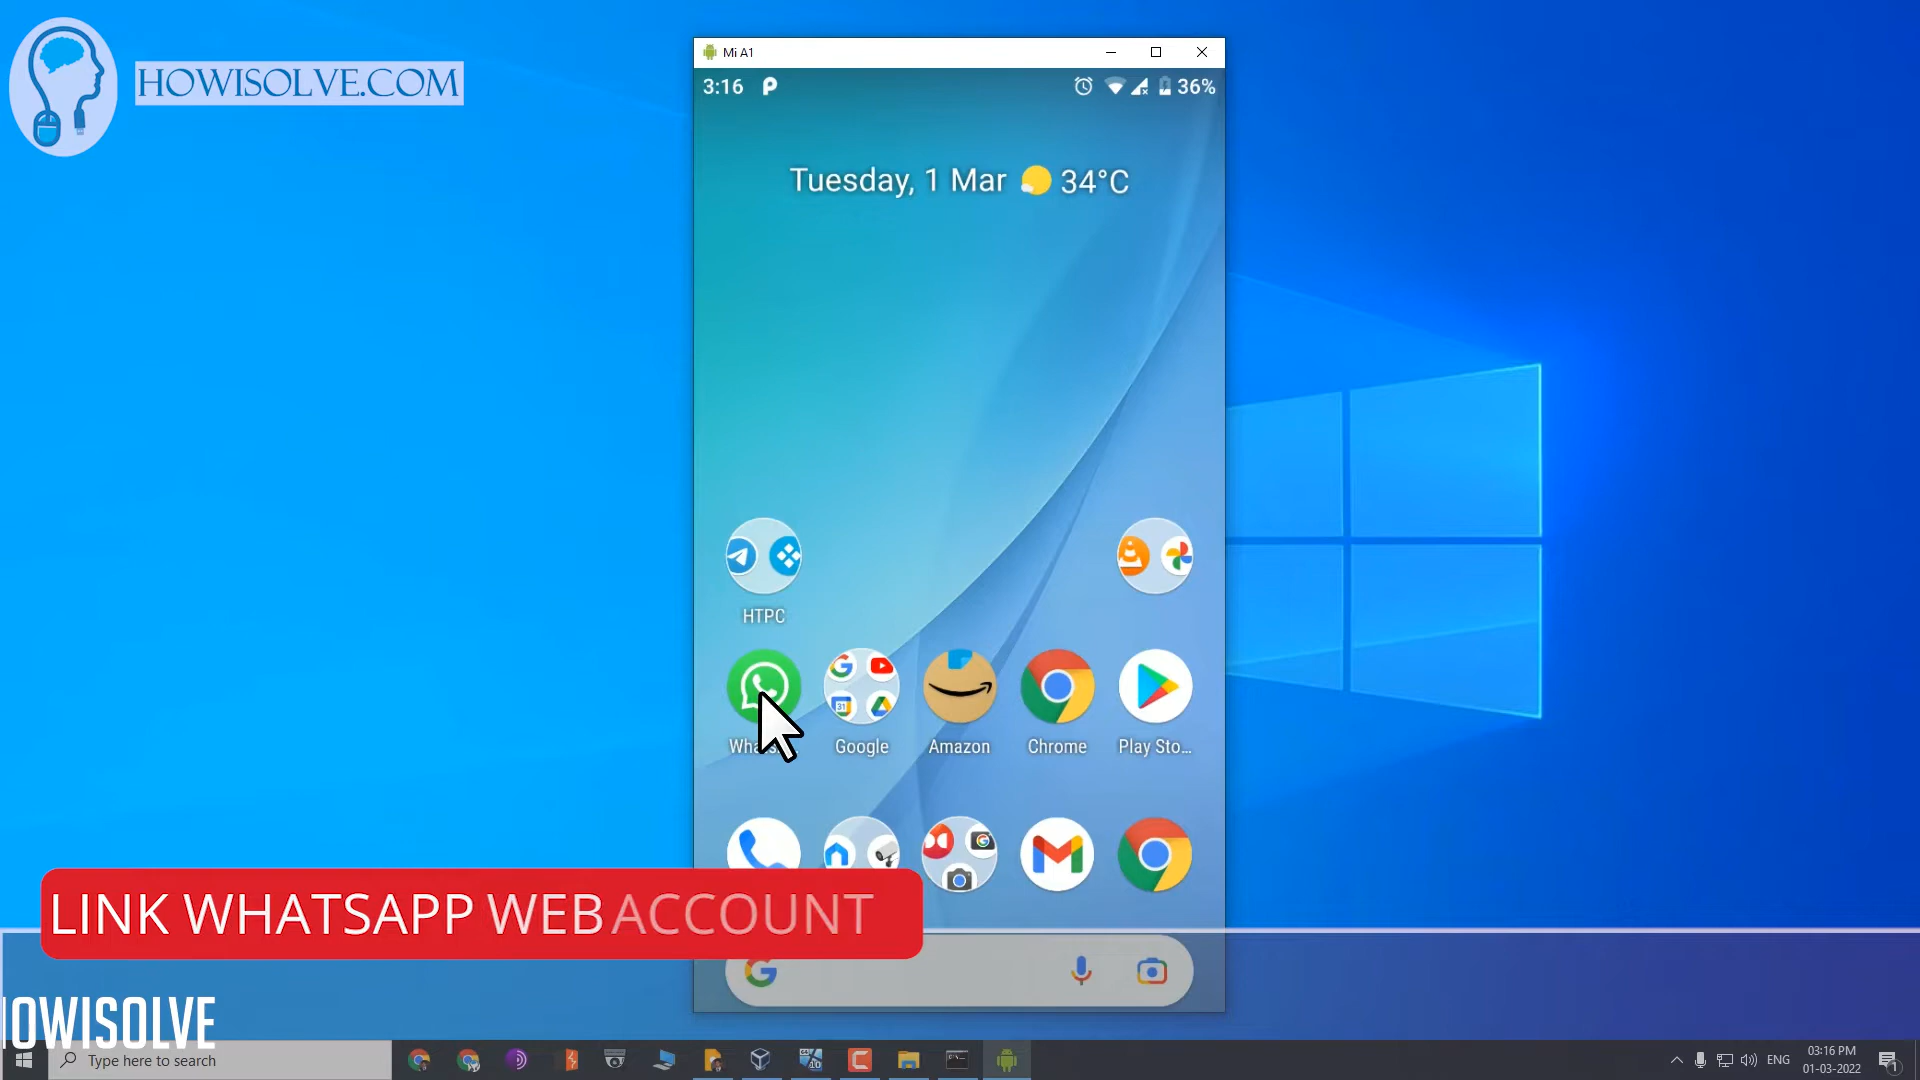 HOWISOLVE.COM
Mi A1
3:16
36%
Tuesday, 1 Mar
34°C
HTPC
Google
Amazon
Chrome
Play Sto...
LINK WHATSAPP WEB ACCOUNT
HOWISOLVE
Type here to search
ENG
03:16 PM
01-03-2022